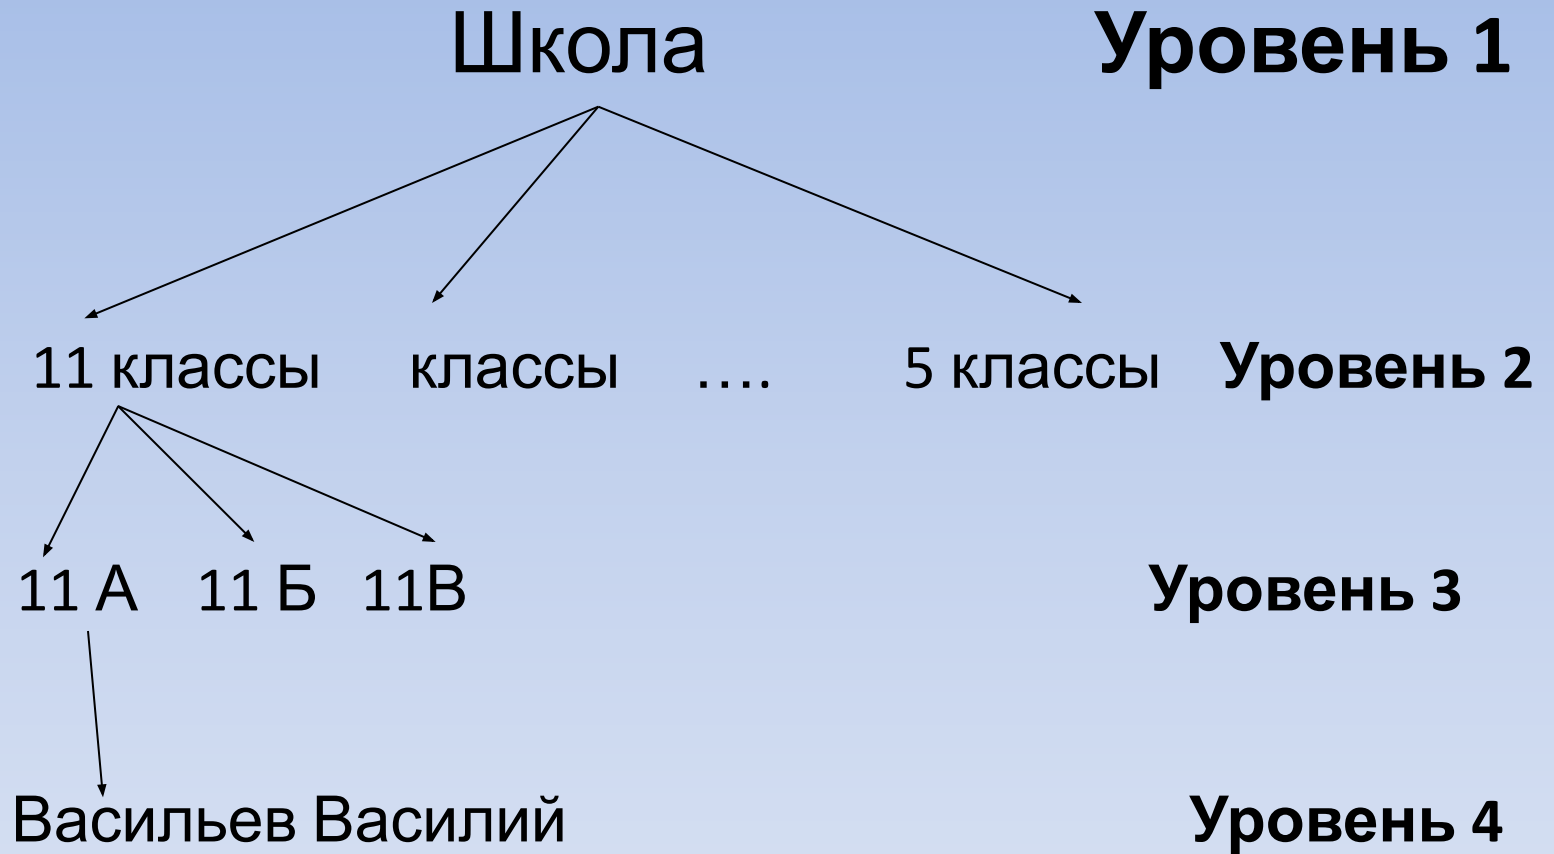 Школа Уровень 1
11 классы классы …. 5 классы Уровень 2
11 А 11 Б 11В Уровень 3
Васильев Василий Уровень 4